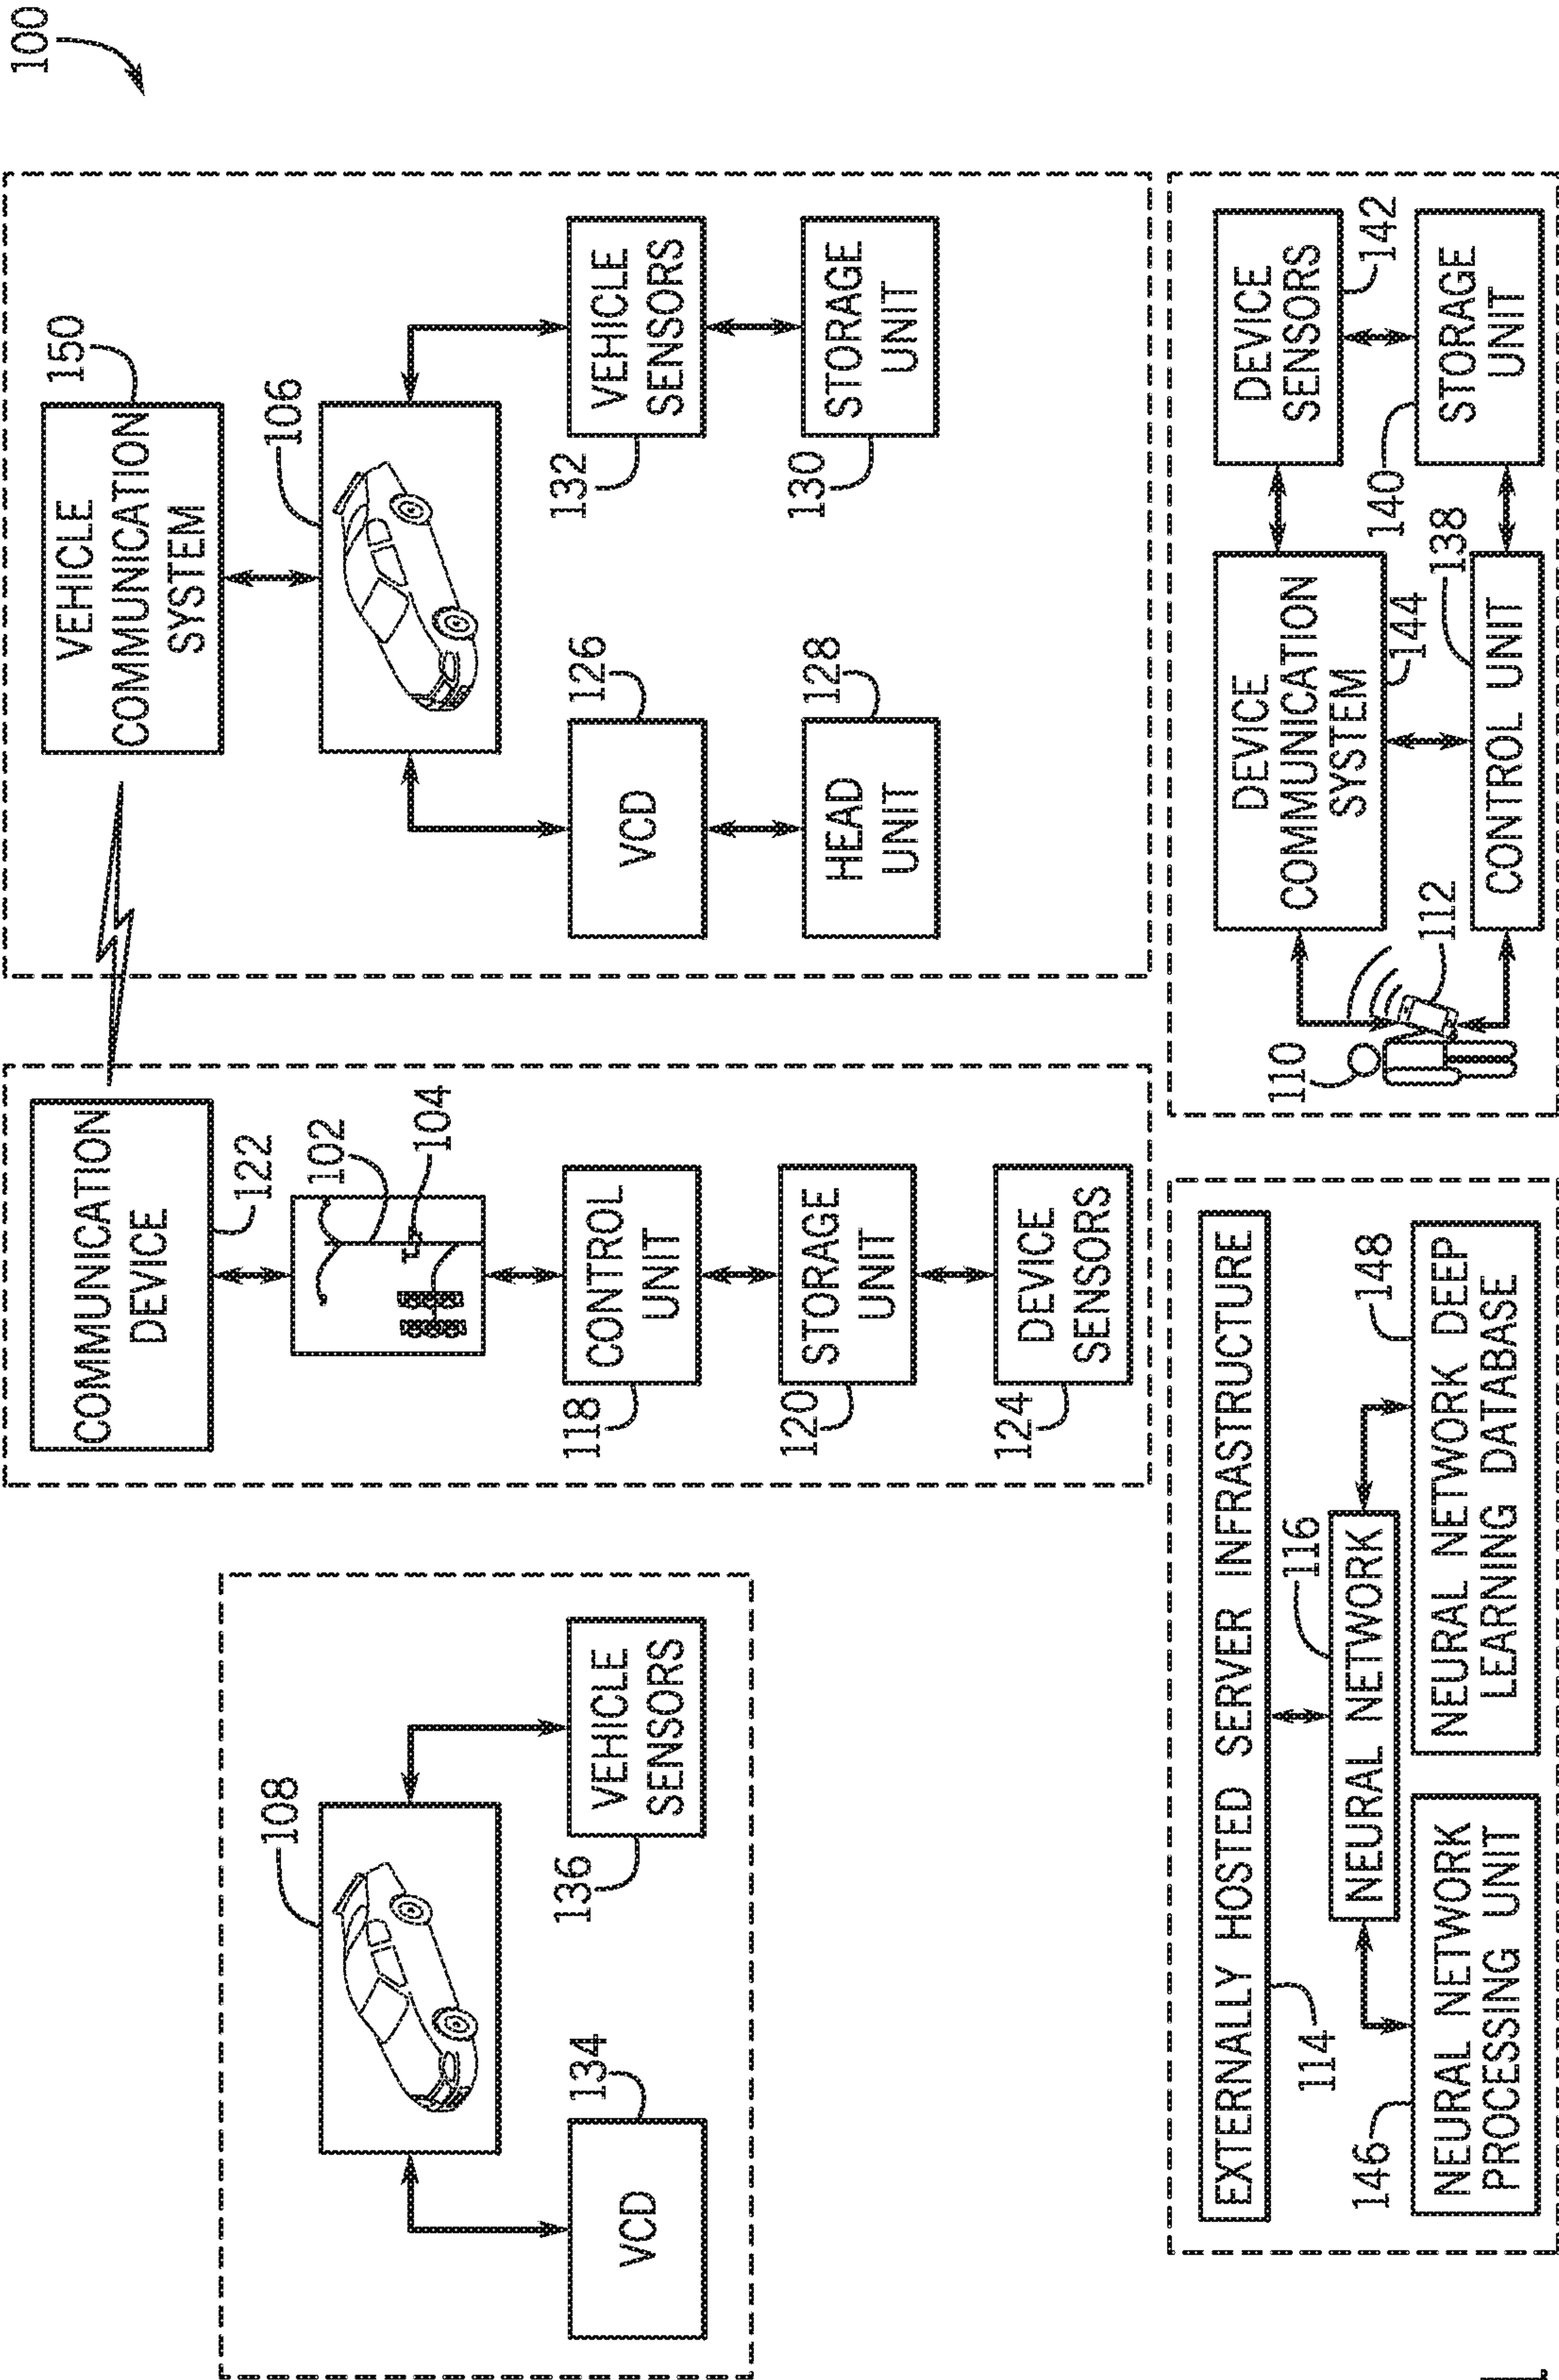 100
108
VCD
134
VEHICLE
SENSORS
136
COMMUNICATION
DEVICE
122
102
104
CONTROL
UNIT
118
STORAGE
UNIT
120
DEVICE
SENSORS
124
VEHICLE
COMMUNICATION
SYSTEM
150
106
VCD
126
HEAD
UNIT
128
VEHICLE
SENSORS
132
STORAGE
UNIT
130
EXTERNALLY HOSTED SERVER INFRASTRUCTURE
114
116
NEURAL NETWORK
146
NEURAL NETWORK
PROCESSING UNIT
148
NEURAL NETWORK DEEP
LEARNING DATABASE
110
112
DEVICE
COMMUNICATION
SYSTEM
144
138
CONTROL UNIT
DEVICE
SENSORS
142
140
STORAGE
UNIT